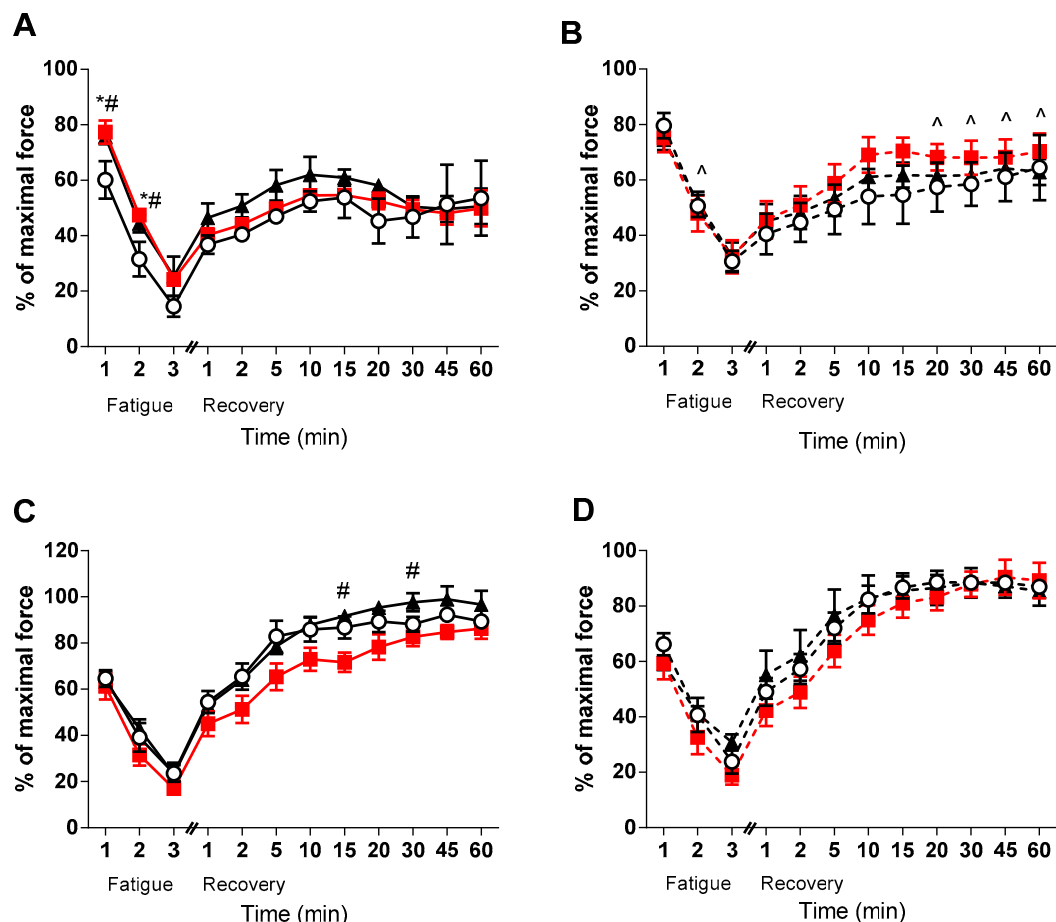 A
% of maximal force
100
80
60
40
20
0
*#
*#
1 2 3 1 2 5 10 15 20 30 45 60
Fatigue Recovery
Time (min)
B
% of maximal force
100
80
60
40
20
0
^
^ ^ ^ ^
1 2 3 1 2 5 10 15 20 30 45 60
Fatigue Recovery
Time (min)
C
% of maximal force
120
100
80
60
40
20
0
# #
1 2 3 1 2 5 10 15 20 30 45 60
Fatigue Recovery
Time (min)
D
% of maximal force
100
80
60
40
20
0
1 2 3 1 2 5 10 15 20 30 45 60
Fatigue Recovery
Time (min)